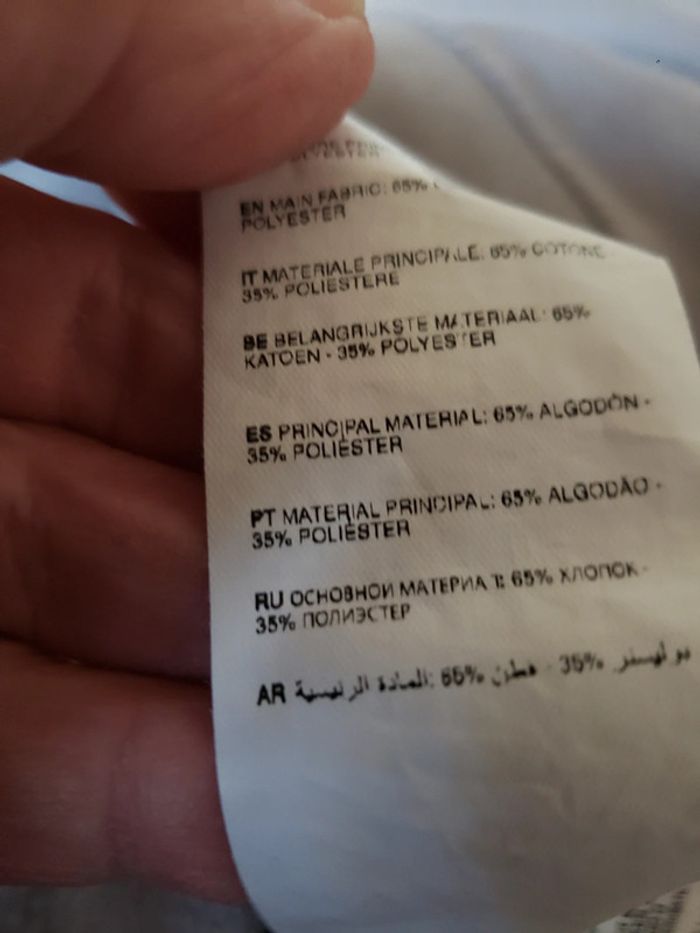 POLYESTER
EN MAIN FABRIC: 65%
POLYESTER
IT MATERIALE PRINCIPALE: 65% COTONE
35% POLIESTERE
BE BELANGRIJKSTE MATERIAAL: 65%
KATOEN - 35% POLYESTER
ES PRINCIPAL MATERIAL: 65% ALGODÓN -
35% POLIÉSTER
PT MATERIAL PRINCIPAL: 65% ALGODÃO -
35% POLIÉSTER
RU ОСНОВНОЙ МАТЕРИАЛ: 65% ХЛОПОК -
35% ПОЛИЭСТЕР
AR المادة الرئيسية: 65% قطن - 35% بوليستر